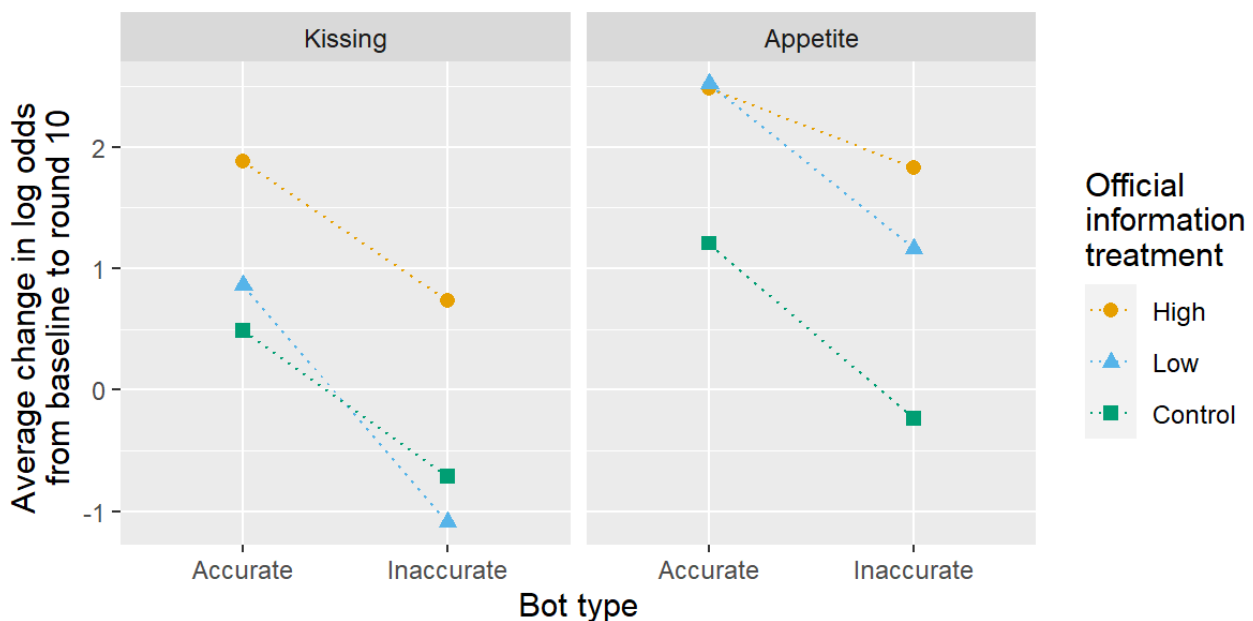 Kissing
Appetite
Average change in log odds
from baseline to round 10
2
1
0
-1
Accurate
Inaccurate
Accurate
Inaccurate
Bot type
Official
information
treatment
High
Low
Control